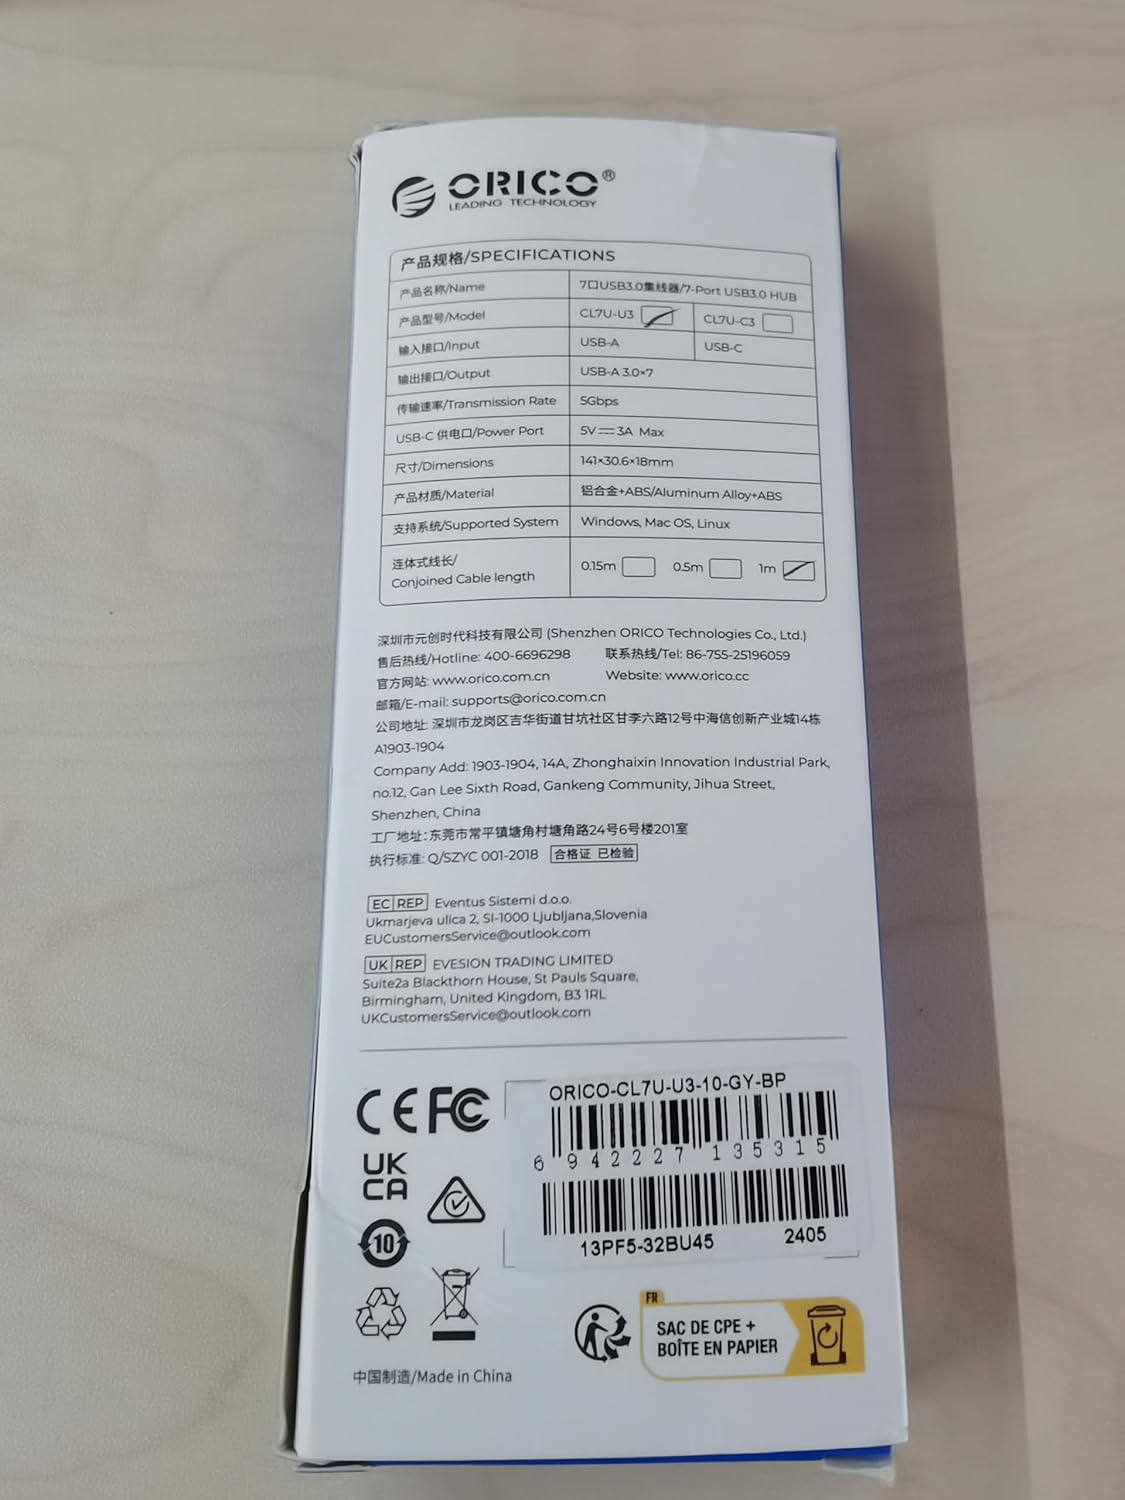 ORICO®
LEADING TECHNOLOGY
产品规格/SPECIFICATIONS
产品名称/Name 7口USB3.0集线器/7-Port USB3.0 HUB
产品型号/Model CL7U-U3 CL7U-C3
输入接口/Input USB-A USB-C
输出接口/Output USB-A 3.0×7
传输速率/Transmission Rate 5Gbps
USB-C 供电口/Power Port 5V⎓3A Max
尺寸/Dimensions 141×30.6×18mm
产品材质/Material 铝合金+ABS/Aluminum Alloy+ABS
支持系统/Supported System Windows, Mac OS, Linux
连体式线长/
Conjoined Cable length 0.15m 0.5m 1m
深圳市元创时代科技有限公司 (Shenzhen ORICO Technologies Co., Ltd.)
售后热线/Hotline: 400-6696298 联系热线/Tel: 86-755-25196059
官方网站: www.orico.com.cn Website: www.orico.cc
邮箱/E-mail: supports@orico.com.cn
公司地址: 深圳市龙岗区吉华街道甘坑社区甘李六路12号中海信创新产业城14栋
A1903-1904
Company Add: 1903-1904, 14A, Zhonghaixin Innovation Industrial Park,
no.12, Gan Lee Sixth Road, Gankeng Community, Jihua Street,
Shenzhen, China
工厂地址: 东莞市常平镇塘角村塘角路24号6号楼201室
执行标准: Q/SZYC 001-2018 合格证 已检验
EC REP Eventus Sistemi d.o.o.
Ukmarjeva ulica 2, SI-1000 Ljubljana,Slovenia
EUCustomersService@outlook.com
UK REP EVESION TRADING LIMITED
Suite2a Blackthorn House, St Pauls Square,
Birmingham, United Kingdom, B3 1RL
UKCustomersService@outlook.com
CE FC
UK
CA
10
ORICO-CL7U-U3-10-GY-BP
6 942227 135315
13PF5-32BU45 2405
FR
SAC DE CPE +
BOÎTE EN PAPIER
中国制造/Made in China